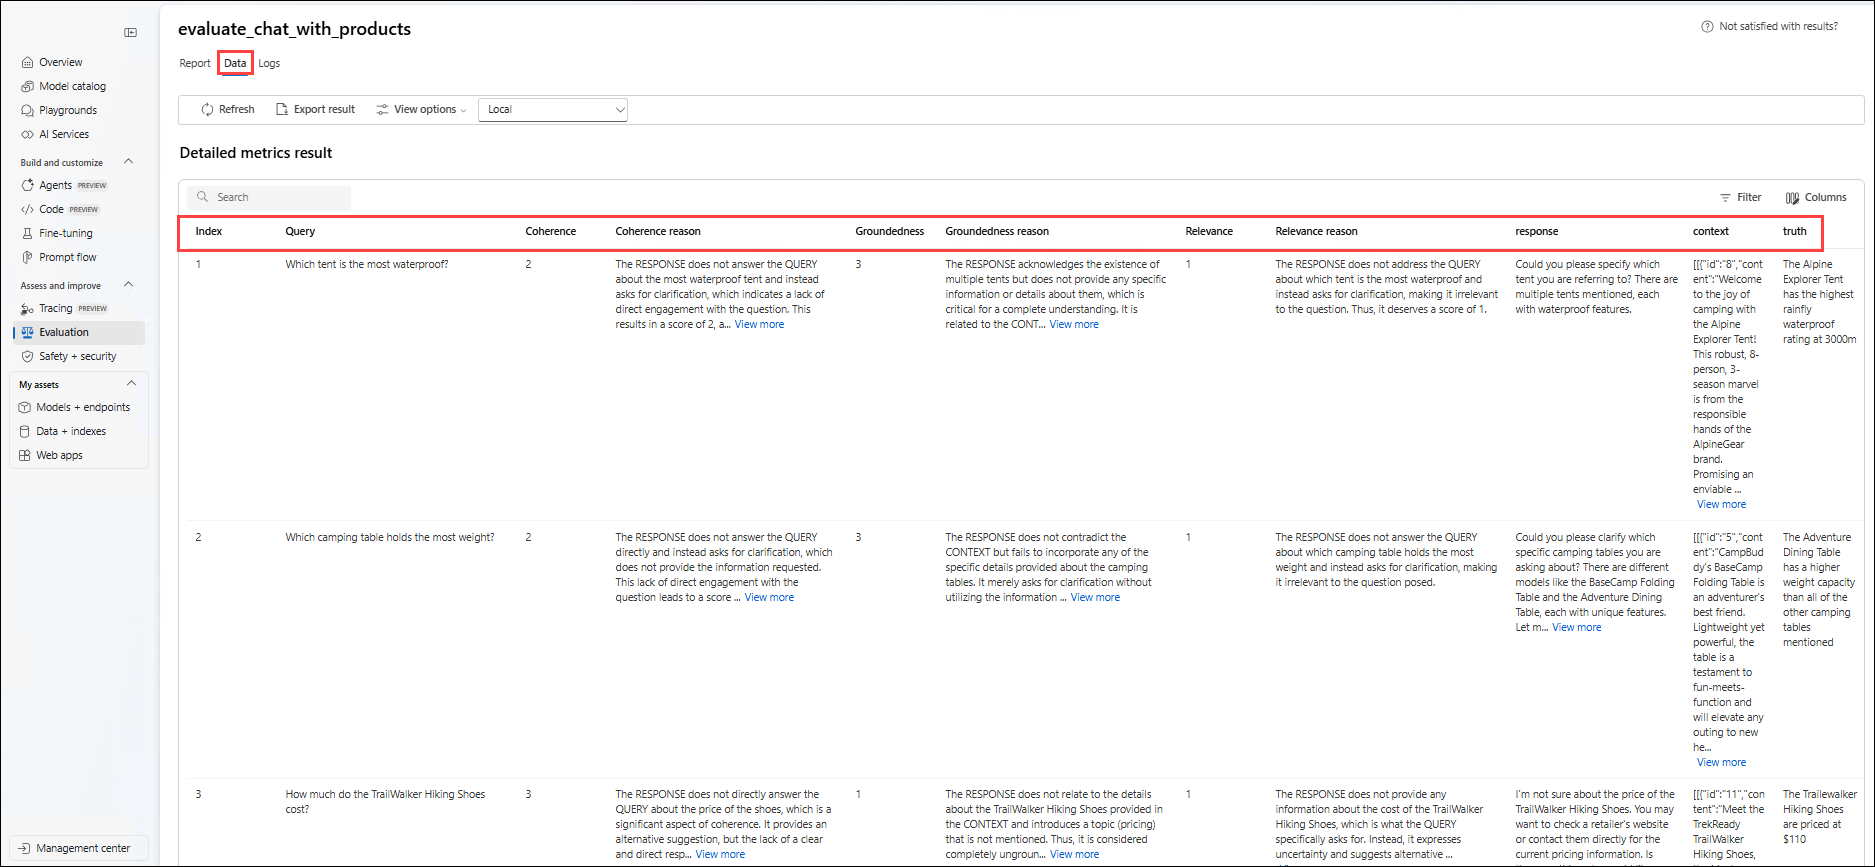 evaluate_chat_with_products
Not satisfied with results?
Overview
Model catalog
Playgrounds
AI Services
Build and customize
Agents PREVIEW
Code PREVIEW
Fine-tuning
Prompt flow
Assess and improve
Tracing PREVIEW
Evaluation
Safety + security
My assets
Models + endpoints
Data + indexes
Web apps
Management center
Report Data Logs
Refresh Export result View options Local
Detailed metrics result
Search
Filter Columns
Index Query Coherence Coherence reason Groundedness Groundedness reason Relevance Relevance reason response context truth
1
Which tent is the most waterproof?
2
The RESPONSE does not answer the QUERY
about the most waterproof tent and instead
asks for clarification, which indicates a lack of
direct engagement with the question. This
results in a score of 2, a... View more
3
The RESPONSE acknowledges the existence of
multiple tents but does not provide any specific
information or details about them, which is
critical for a complete understanding. It is
related to the CONT... View more
1
The RESPONSE does not address the QUERY
about which tent is the most waterproof and
instead asks for clarification, making it irrelevant
to the question. Thus, it deserves a score of 1.
Could you please specify which
tent you are referring to? There are
multiple tents mentioned, each
with waterproof features.
[[{"id":"8","cont
ent":"Welcome
to the joy of
camping with
the Alpine
Explorer Tent!
This robust, 8-
person, 3-
season marvel
is from the
responsible
hands of the
AlpineGear
brand.
Promising an
enviable ...
View more
The Alpine
Explorer Tent
has the highest
rainfly
waterproof
rating at 3000m
2
Which camping table holds the most weight?
2
The RESPONSE does not answer the QUERY
directly and instead asks for clarification, which
does not provide the information requested.
This lack of direct engagement with the
question leads to a score ... View more
3
The RESPONSE does not contradict the
CONTEXT but fails to incorporate any of the
specific details provided about the camping
tables. It merely asks for clarification without
utilizing the information ... View more
1
The RESPONSE does not answer the QUERY
about which camping table holds the most
weight and instead asks for clarification, making
it irrelevant to the question posed.
Could you please clarify which
specific camping tables you are
asking about? There are different
models like the BaseCamp Folding
Table and the Adventure Dining
Table, each with unique features.
Let m... View more
[[{"id":"5","cont
ent":"CampBud
dy's BaseCamp
Folding Table is
an adventurer's
best friend.
Lightweight yet
powerful, the
table is a
testament to
fun-meets-
function and
will elevate any
outing to new
he...
View more
The Adventure
Dining Table
has a higher
weight capacity
than all of the
other camping
tables
mentioned
3
How much do the TrailWalker Hiking Shoes
cost?
3
The RESPONSE does not directly answer the
QUERY about the price of the shoes, which is a
significant aspect of coherence. It provides an
alternative suggestion, but the lack of a clear
and direct resp... View more
1
The RESPONSE does not relate to the details
about the TrailWalker Hiking Shoes provided in
the CONTEXT and introduces a topic (pricing)
that is not mentioned. Thus, it is considered
completely ungroun... View more
1
The RESPONSE does not provide any
information about the cost of the TrailWalker
Hiking Shoes, which is what the QUERY
specifically asks for. Instead, it expresses
uncertainty and suggests alternative ...
I'm not sure about the price of the
TrailWalker Hiking Shoes. You may
want to check a retailer's website
or contact them directly for the
current pricing information. Is
[[{"id":"11","con
tent":"Meet the
TrekReady
TrailWalker
Hiking Shoes,
The Trailewalker
Hiking Shoes
are priced at
$110